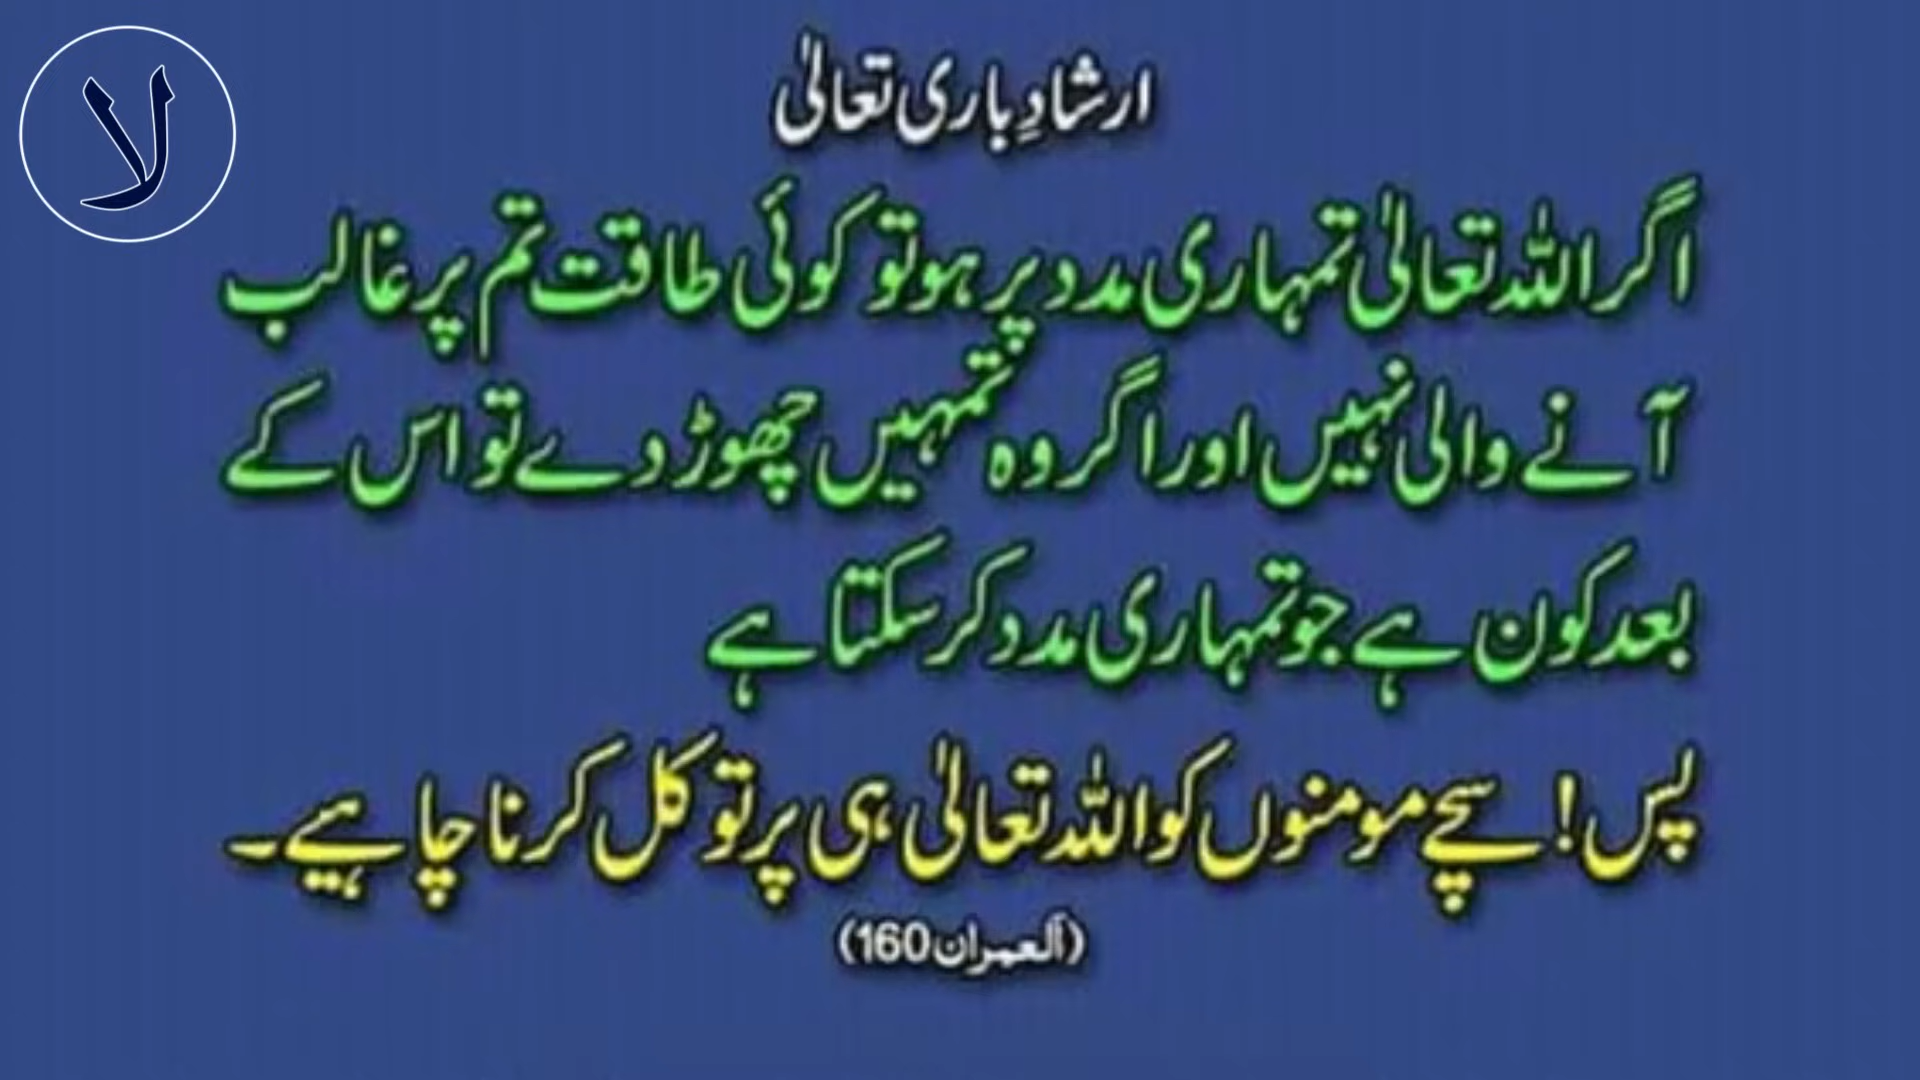 لا
ارشادِ باری تعالیٰ
اگر اللہ تعالیٰ تمہاری مدد پر ہو تو کوئی طاقت تم پر غالب
آنے والی نہیں اور اگر وہ تمہیں چھوڑ دے تو اس کے
بعد کون ہے جو تمہاری مدد کر سکتا ہے
پس! سچے مومنوں کو اللہ تعالیٰ ہی پر توکل کرنا چاہیے۔
(آلعمران160)